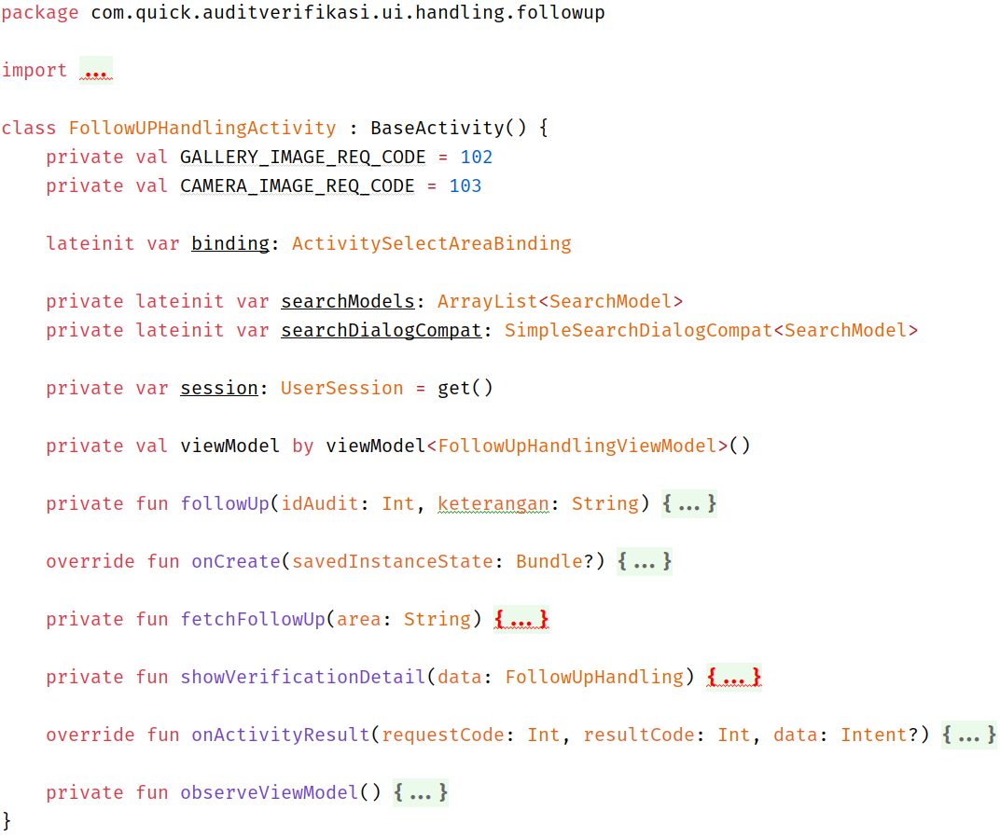 package com.quick.auditverifikasi.ui.handling.followup
import ...
class FollowUPHandlingActivity : BaseActivity() {
private val GALLERY_IMAGE_REQ_CODE = 102
private val CAMERA_IMAGE_REQ_CODE = 103
lateinit var binding: ActivitySelectAreaBinding
private lateinit var searchModels: ArrayList<SearchModel>
private lateinit var searchDialogCompat: SimpleSearchDialogCompat<SearchModel>
private var session: UserSession = get()
private val viewModel by viewModel<FollowUpHandlingViewModel>()
private fun followUp(idAudit: Int, keterangan: String) {...}
override fun onCreate(savedInstanceState: Bundle?) {...}
private fun fetchFollowUp(area: String) {...}
private fun showVerificationDetail(data: FollowUpHandling) {...}
override fun onActivityResult(requestCode: Int, resultCode: Int, data: Intent?) {...}
private fun observeViewModel() {...}
}